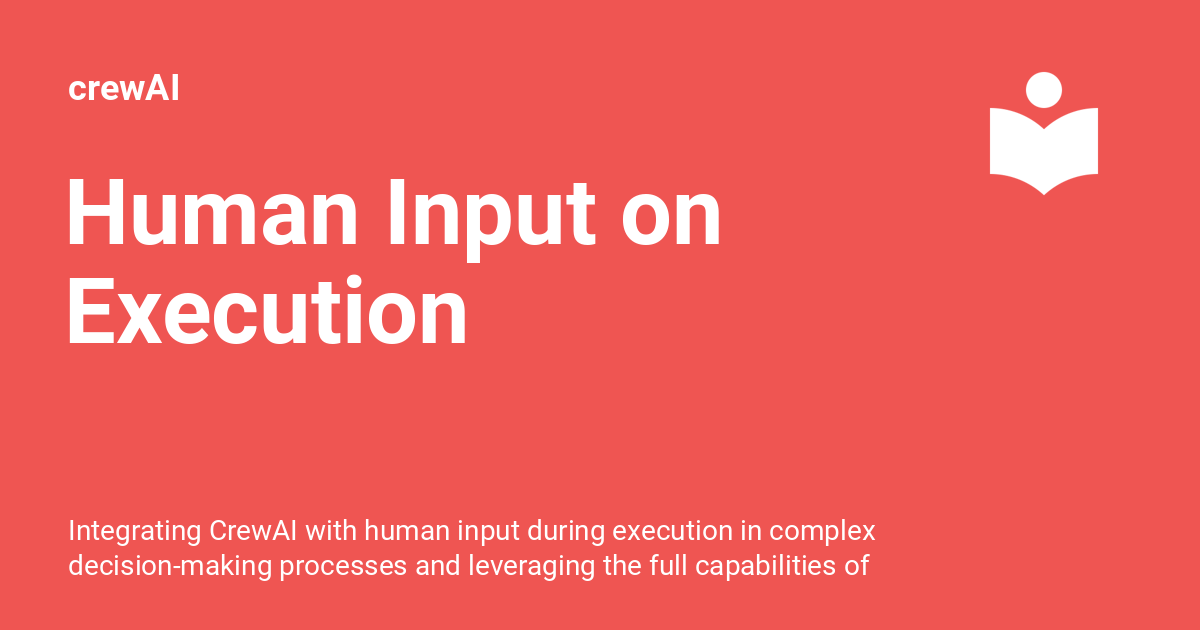 crewAI
Human Input on
Execution
Integrating CrewAI with human input during execution in complex
decision-making processes and leveraging the full capabilities of